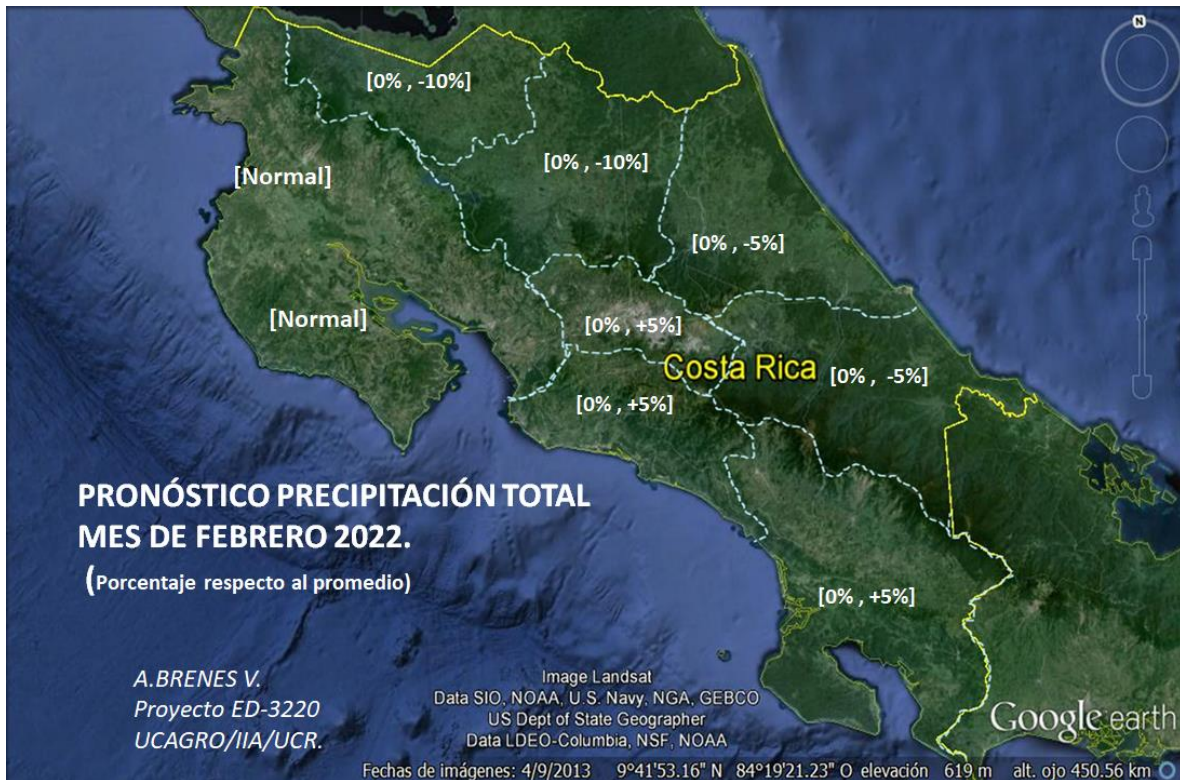 N
[0% , -10%]
[0% , -10%]
[Normal]
[0% , -5%]
[Normal]
[0% , +5%]
Costa Rica
[0% , -5%]
[0% , +5%]
PRONÓSTICO PRECIPITACIÓN TOTAL
MES DE FEBRERO 2022.
(Porcentaje respecto al promedio)
[0% , +5%]
A.BRENES V.
Proyecto ED-3220
UCAGRO/IIA/UCR.
Image Landsat
Data SIO, NOAA, U.S. Navy, NGA, GEBCO
US Dept of State Geographer
Data LDEO-Columbia, NSF, NOAA
Google earth
Fechas de imágenes: 4/9/2013 9°41'53.16" N 84°19'21.23" O elevación 619 m alt. ojo 450.56 km